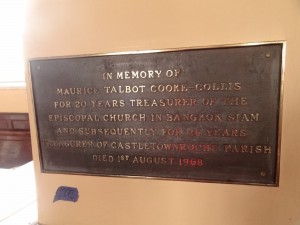 IN MEMORY OF
MAURICE TALBOT COOKE-COLLIS
FOR 20 YEARS TREASURER OF THE
EPISCOPAL CHURCH IN BANGKOK SIAM
AND SUBSEQUENTLY FOR YEARS
TREASURER OF CASTLETOWNROCHE PARISH
DIED 1ST AUGUST 1968